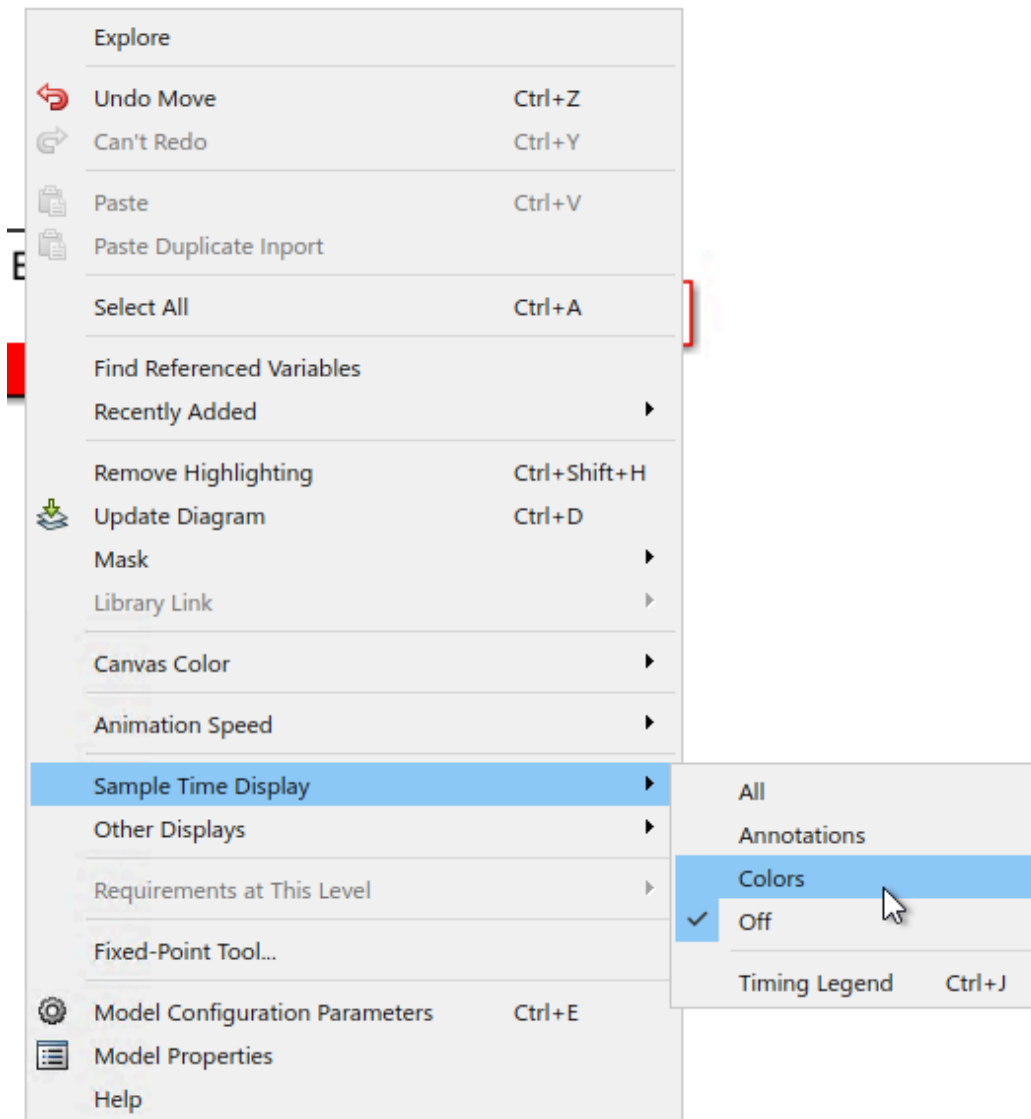 Explore
Undo Move Ctrl+Z
Can't Redo Ctrl+Y
Paste Ctrl+V
Paste Duplicate Inport
E
Select All Ctrl+A
Find Referenced Variables
Recently Added
Remove Highlighting Ctrl+Shift+H
Update Diagram Ctrl+D
Mask
Library Link
Canvas Color
Animation Speed
Sample Time Display
All
Other Displays
Annotations
Colors
Requirements at This Level
Off
Fixed-Point Tool...
Timing Legend Ctrl+J
Model Configuration Parameters Ctrl+E
Model Properties
Help